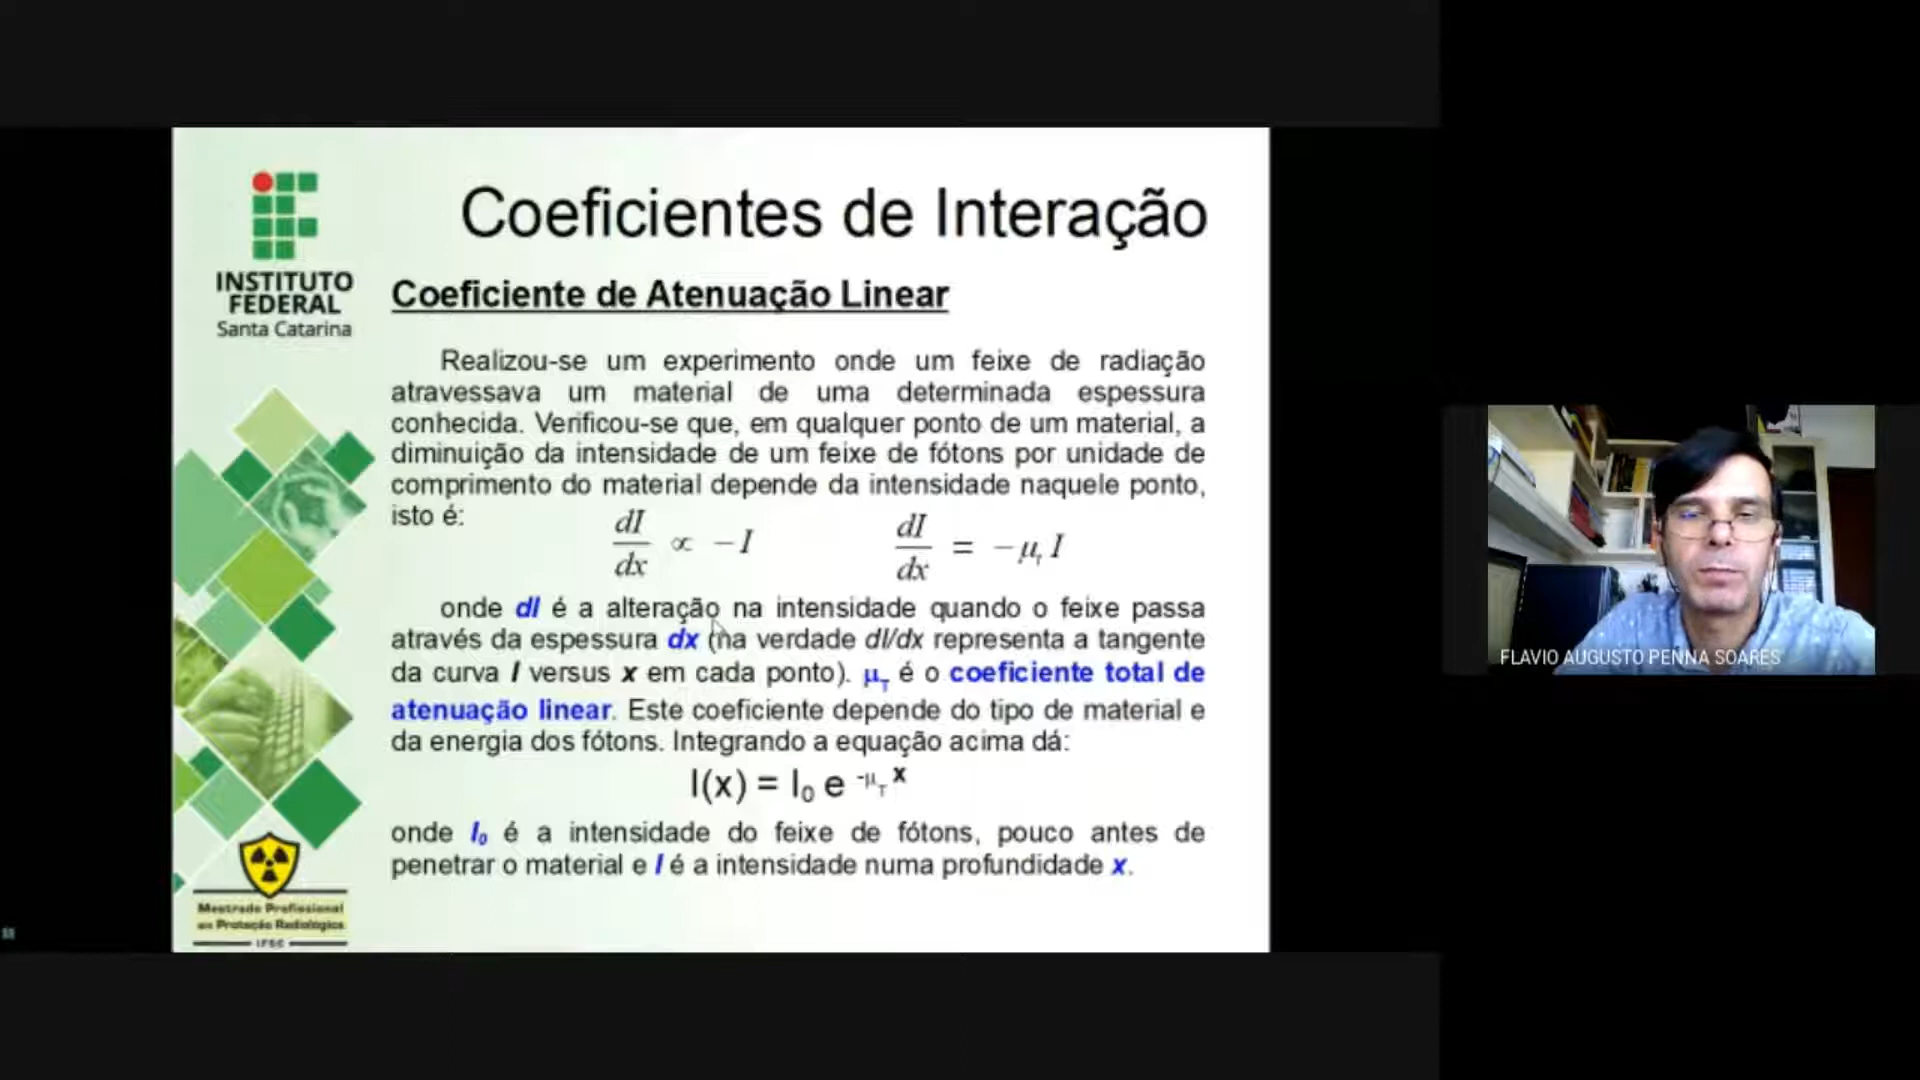 Coeficientes de Interação
INSTITUTO
FEDERAL
Santa Catarina
Coeficiente de Atenuação Linear
Realizou-se um experimento onde um feixe de radiação
atravessava um material de uma determinada espessura
conhecida. Verificou-se que, em qualquer ponto de um material, a
diminuição da intensidade de um feixe de fótons por unidade de
comprimento do material depende da intensidade naquele ponto,
isto é:
dI/dx ∝ −I    dI/dx = −μₜ I
onde dI é a alteração na intensidade quando o feixe passa
através da espessura dx (na verdade dI/dx representa a tangente
da curva I versus x em cada ponto). μT é o coeficiente total de
atenuação linear. Este coeficiente depende do tipo de material e
da energia dos fótons. Integrando a equação acima dá:
I(x) = I₀ e -μT x
onde I₀ é a intensidade do feixe de fótons, pouco antes de
penetrar o material e I é a intensidade numa profundidade x.
Mestrado Profissional
em Proteção Radiológica
IFSC
FLAVIO AUGUSTO PENNA SOARES